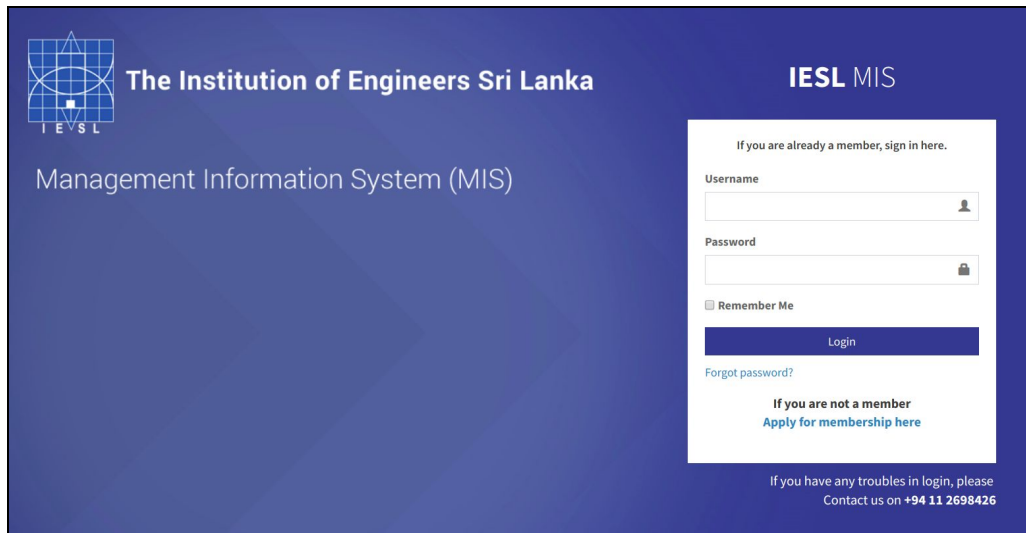 The Institution of Engineers Sri Lanka
IESL
Management Information System (MIS)
IESL MIS
If you are already a member, sign in here.
Username
Password
Remember Me
Login
Forgot password?
If you are not a member
Apply for membership here
If you have any troubles in login, please
Contact us on +94 11 2698426